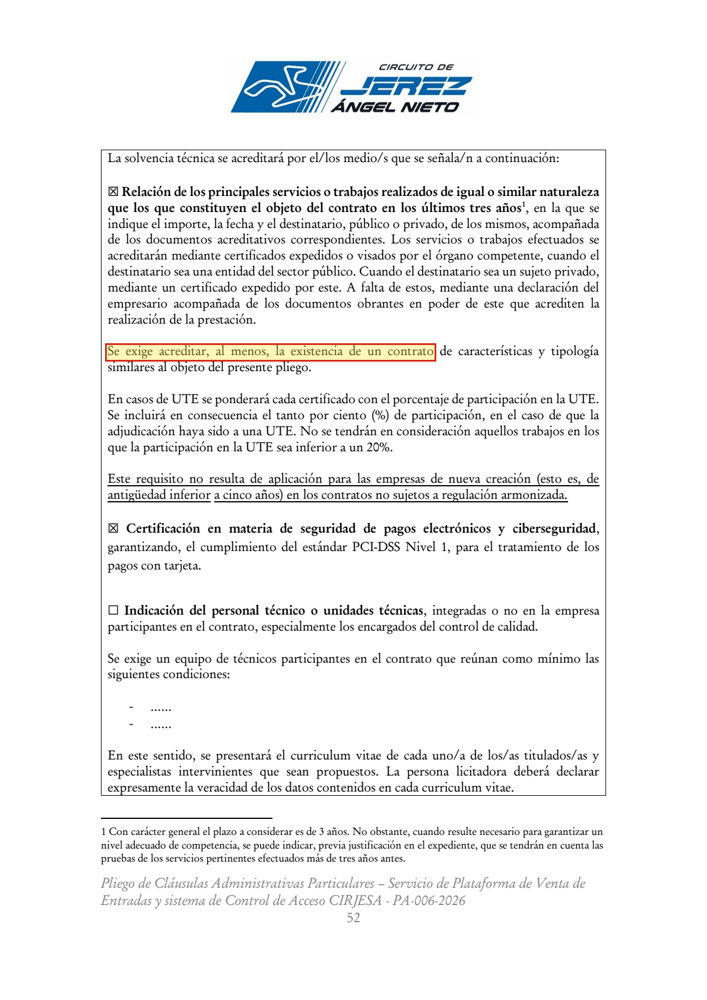 CIRCUITO DE
JEREZ
ÁNGEL NIETO
La solvencia técnica se acreditará por el/los medio/s que se señala/n a continuación:
☒ Relación de los principales servicios o trabajos realizados de igual o similar naturaleza
que los que constituyen el objeto del contrato en los últimos tres años¹, en la que se
indique el importe, la fecha y el destinatario, público o privado, de los mismos, acompañada
de los documentos acreditativos correspondientes. Los servicios o trabajos efectuados se
acreditarán mediante certificados expedidos o visados por el órgano competente, cuando el
destinatario sea una entidad del sector público. Cuando el destinatario sea un sujeto privado,
mediante un certificado expedido por este. A falta de estos, mediante una declaración del
empresario acompañada de los documentos obrantes en poder de este que acrediten la
realización de la prestación.
Se exige acreditar, al menos, la existencia de un contrato de características y tipología
similares al objeto del presente pliego.
En casos de UTE se ponderará cada certificado con el porcentaje de participación en la UTE.
Se incluirá en consecuencia el tanto por ciento (%) de participación, en el caso de que la
adjudicación haya sido a una UTE. No se tendrán en consideración aquellos trabajos en los
que la participación en la UTE sea inferior a un 20%.
Este requisito no resulta de aplicación para las empresas de nueva creación (esto es, de
antigüedad inferior a cinco años) en los contratos no sujetos a regulación armonizada.
☒ Certificación en materia de seguridad de pagos electrónicos y ciberseguridad,
garantizando, el cumplimiento del estándar PCI-DSS Nivel 1, para el tratamiento de los
pagos con tarjeta.
☐ Indicación del personal técnico o unidades técnicas, integradas o no en la empresa
participantes en el contrato, especialmente los encargados del control de calidad.
Se exige un equipo de técnicos participantes en el contrato que reúnan como mínimo las
siguientes condiciones:
- ......
- ......
En este sentido, se presentará el curriculum vitae de cada uno/a de los/as titulados/as y
especialistas intervinientes que sean propuestos. La persona licitadora deberá declarar
expresamente la veracidad de los datos contenidos en cada curriculum vitae.
1 Con carácter general el plazo a considerar es de 3 años. No obstante, cuando resulte necesario para garantizar un
nivel adecuado de competencia, se puede indicar, previa justificación en el expediente, que se tendrán en cuenta las
pruebas de los servicios pertinentes efectuados más de tres años antes.
Pliego de Cláusulas Administrativas Particulares – Servicio de Plataforma de Venta de
Entradas y sistema de Control de Acceso CIRJESA - PA-006-2026
52